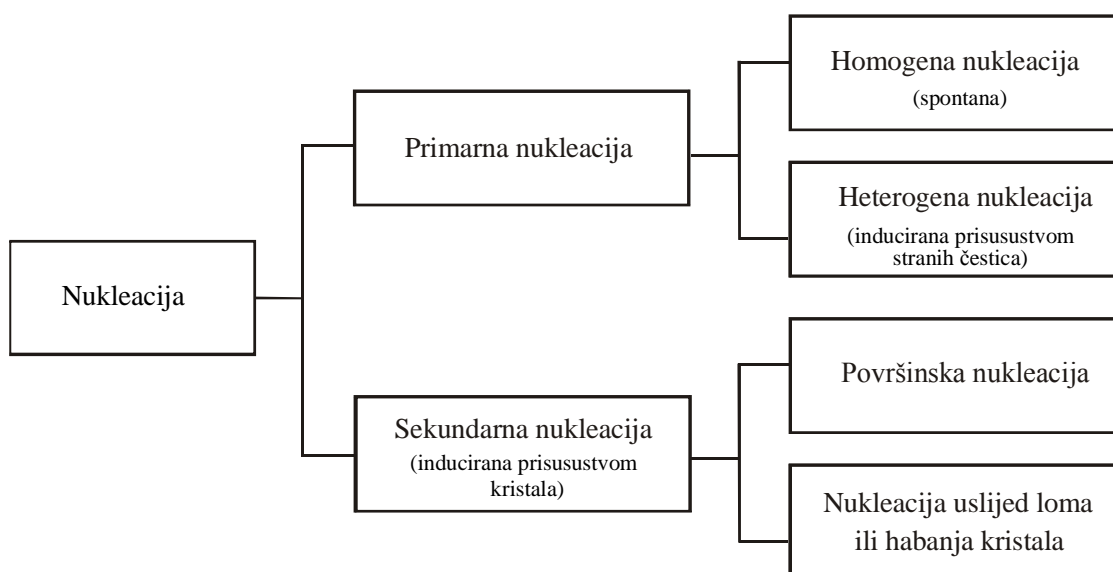 Nukleacija
Primarna nukleacija
Homogena nukleacija
(spontana)
Heterogena nukleacija
(inducirana prisusustvom
stranih čestica)
Sekundarna nukleacija
(inducirana prisusustvom
kristala)
Površinska nukleacija
Nukleacija uslijed loma
ili habanja kristala